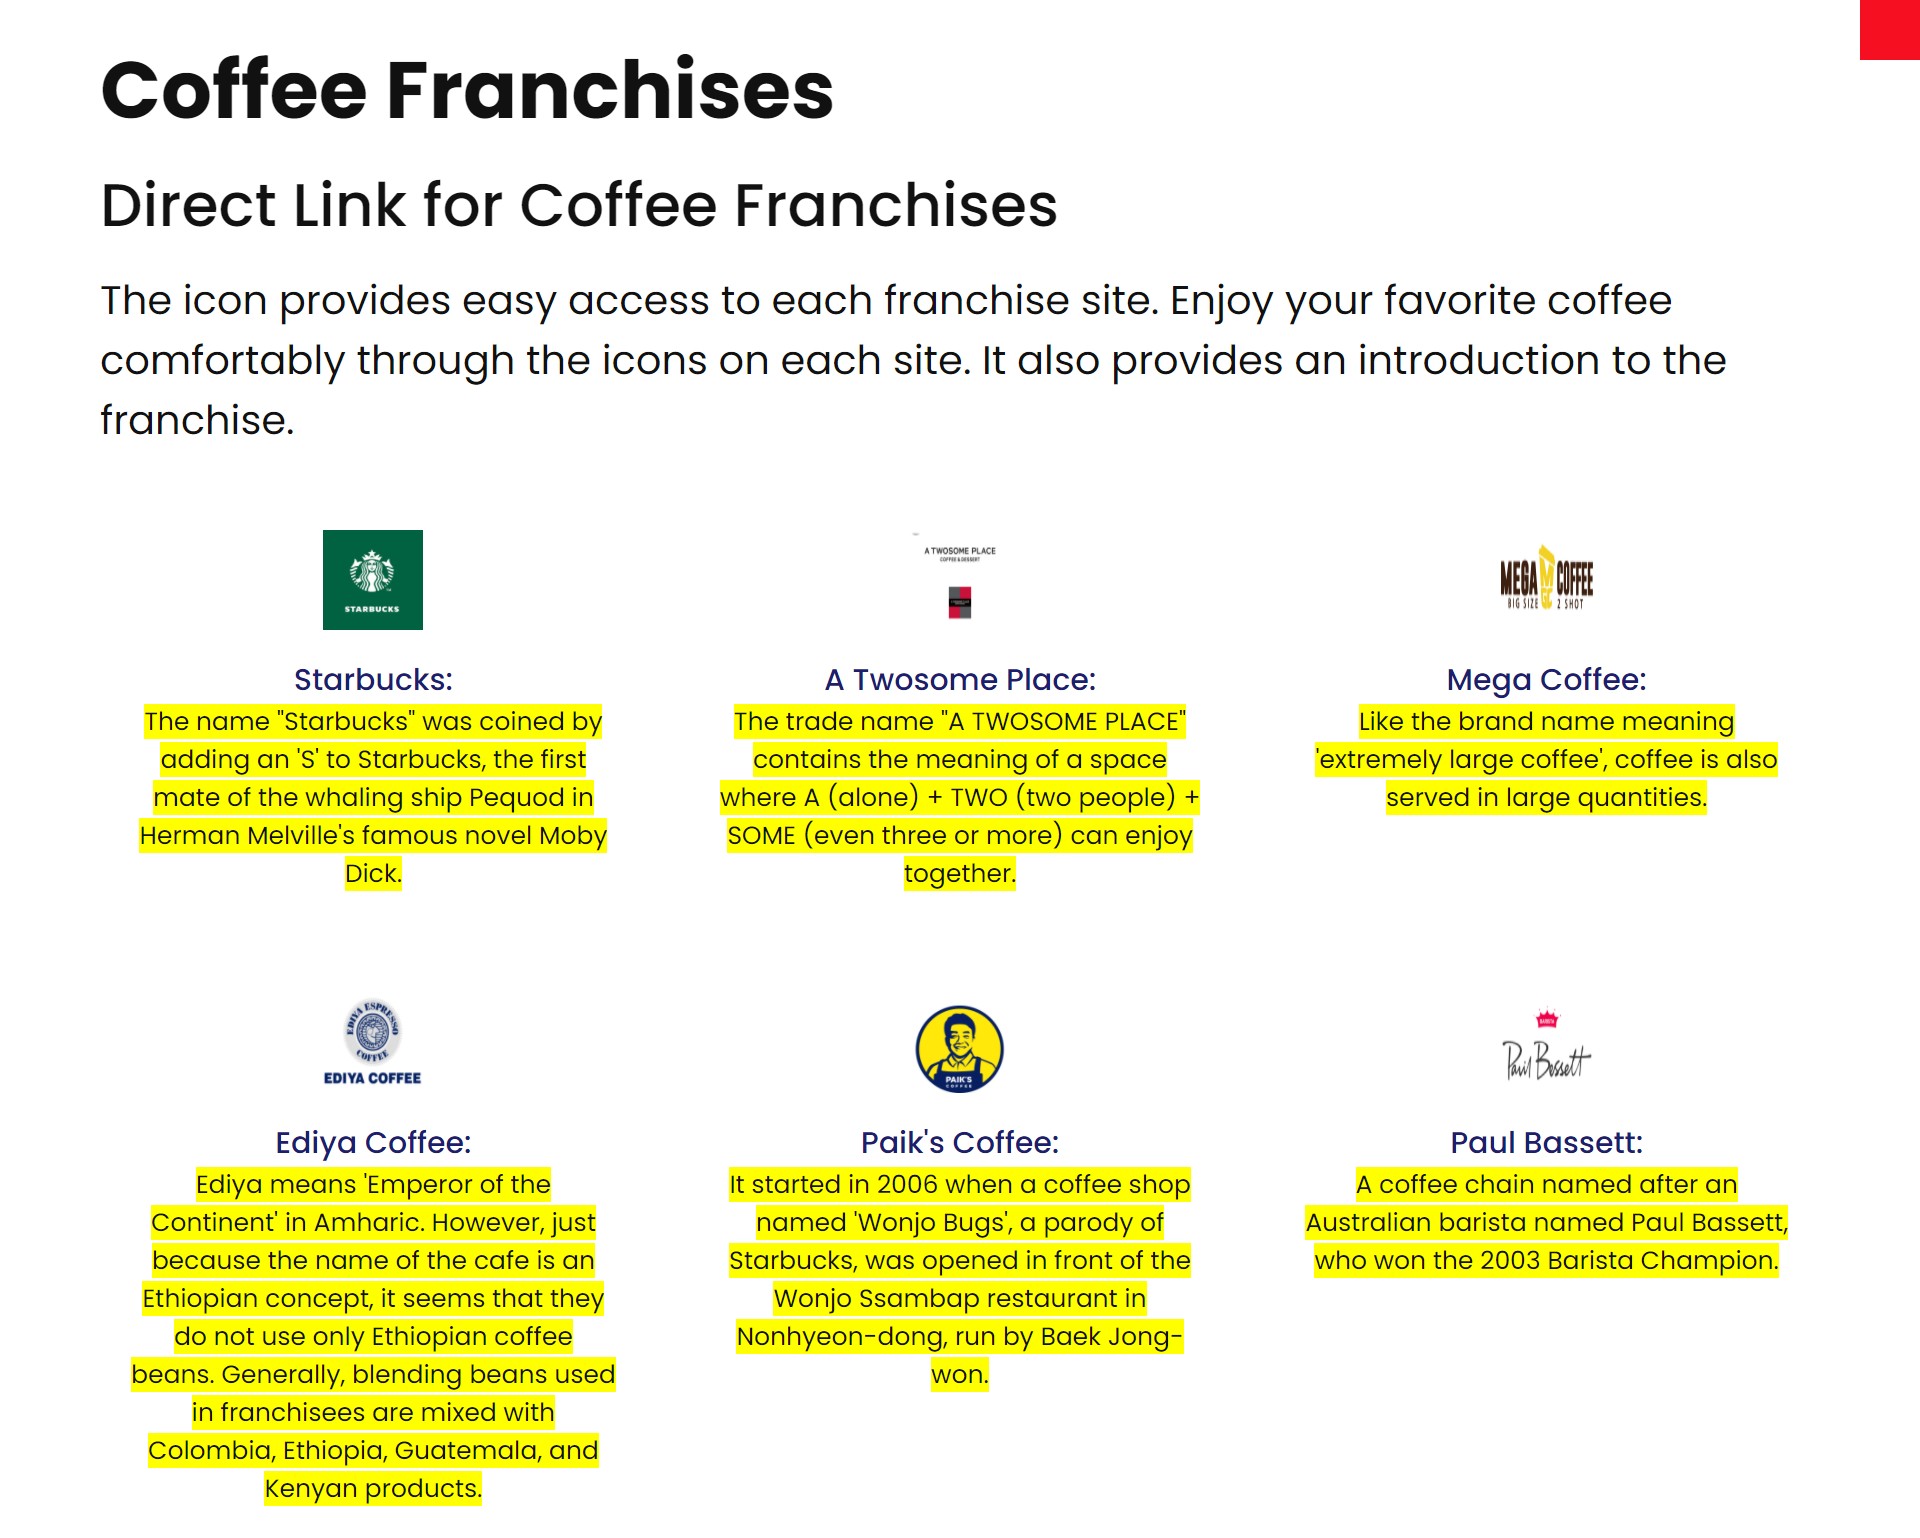 Coffee Franchises
Direct Link for Coffee Franchises
The icon provides easy access to each franchise site. Enjoy your favorite coffee
comfortably through the icons on each site. It also provides an introduction to the
franchise.
STARBUCKS
A TWOSOME PLACE
COFFEE & DESSERT
MEGA MGC COFFEE
BIG SIZE 2 SHOT
Starbucks:
The name "Starbucks" was coined by
adding an 'S' to Starbucks, the first
mate of the whaling ship Pequod in
Herman Melville's famous novel Moby
Dick.
A Twosome Place:
The trade name "A TWOSOME PLACE"
contains the meaning of a space
where A (alone) + TWO (two people) +
SOME (even three or more) can enjoy
together.
Mega Coffee:
Like the brand name meaning
'extremely large coffee', coffee is also
served in large quantities.
EDIYA ESPRESSO
COFFEE
EDIYA COFFEE
PAIK'S
COFFEE
BARISTA
Paul Bassett
Ediya Coffee:
Ediya means 'Emperor of the
Continent' in Amharic. However, just
because the name of the cafe is an
Ethiopian concept, it seems that they
do not use only Ethiopian coffee
beans. Generally, blending beans used
in franchisees are mixed with
Colombia, Ethiopia, Guatemala, and
Kenyan products.
Paik's Coffee:
It started in 2006 when a coffee shop
named 'Wonjo Bugs', a parody of
Starbucks, was opened in front of the
Wonjo Ssambap restaurant in
Nonhyeon-dong, run by Baek Jong-
won.
Paul Bassett:
A coffee chain named after an
Australian barista named Paul Bassett,
who won the 2003 Barista Champion.